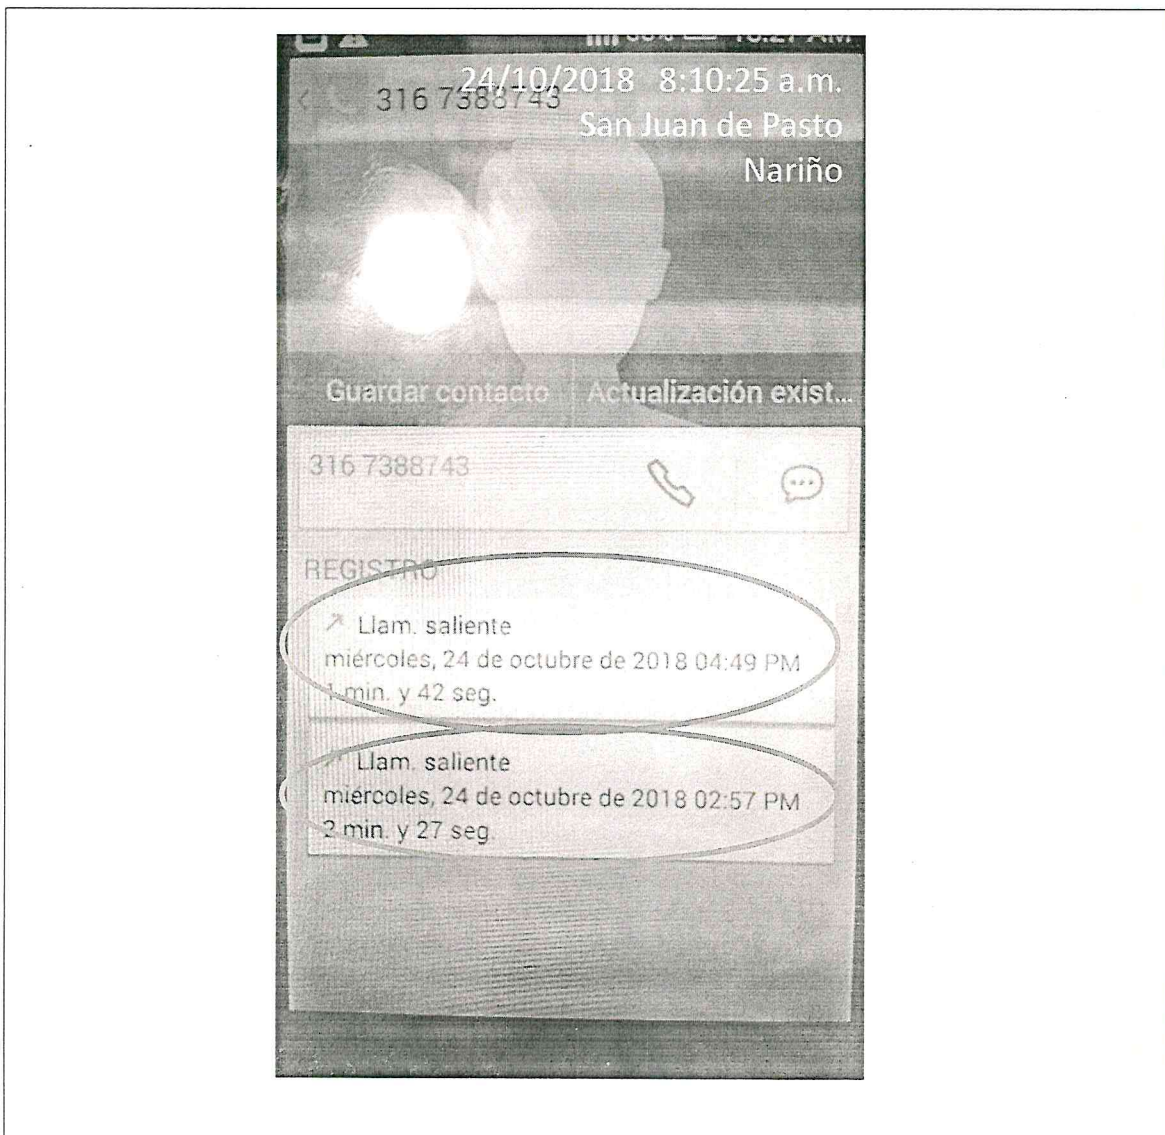 24/10/2018 8:10:25 a.m.
316 7388743
San Juan de Pasto
Nariño
Guardar contacto
Actualización exist...
316 7388743
REGISTRO
Llam. saliente
miércoles, 24 de octubre de 2018 04:49 PM
1 min. y 42 seg.
Llam. saliente
miércoles, 24 de octubre de 2018 02:57 PM
2 min. y 27 seg.